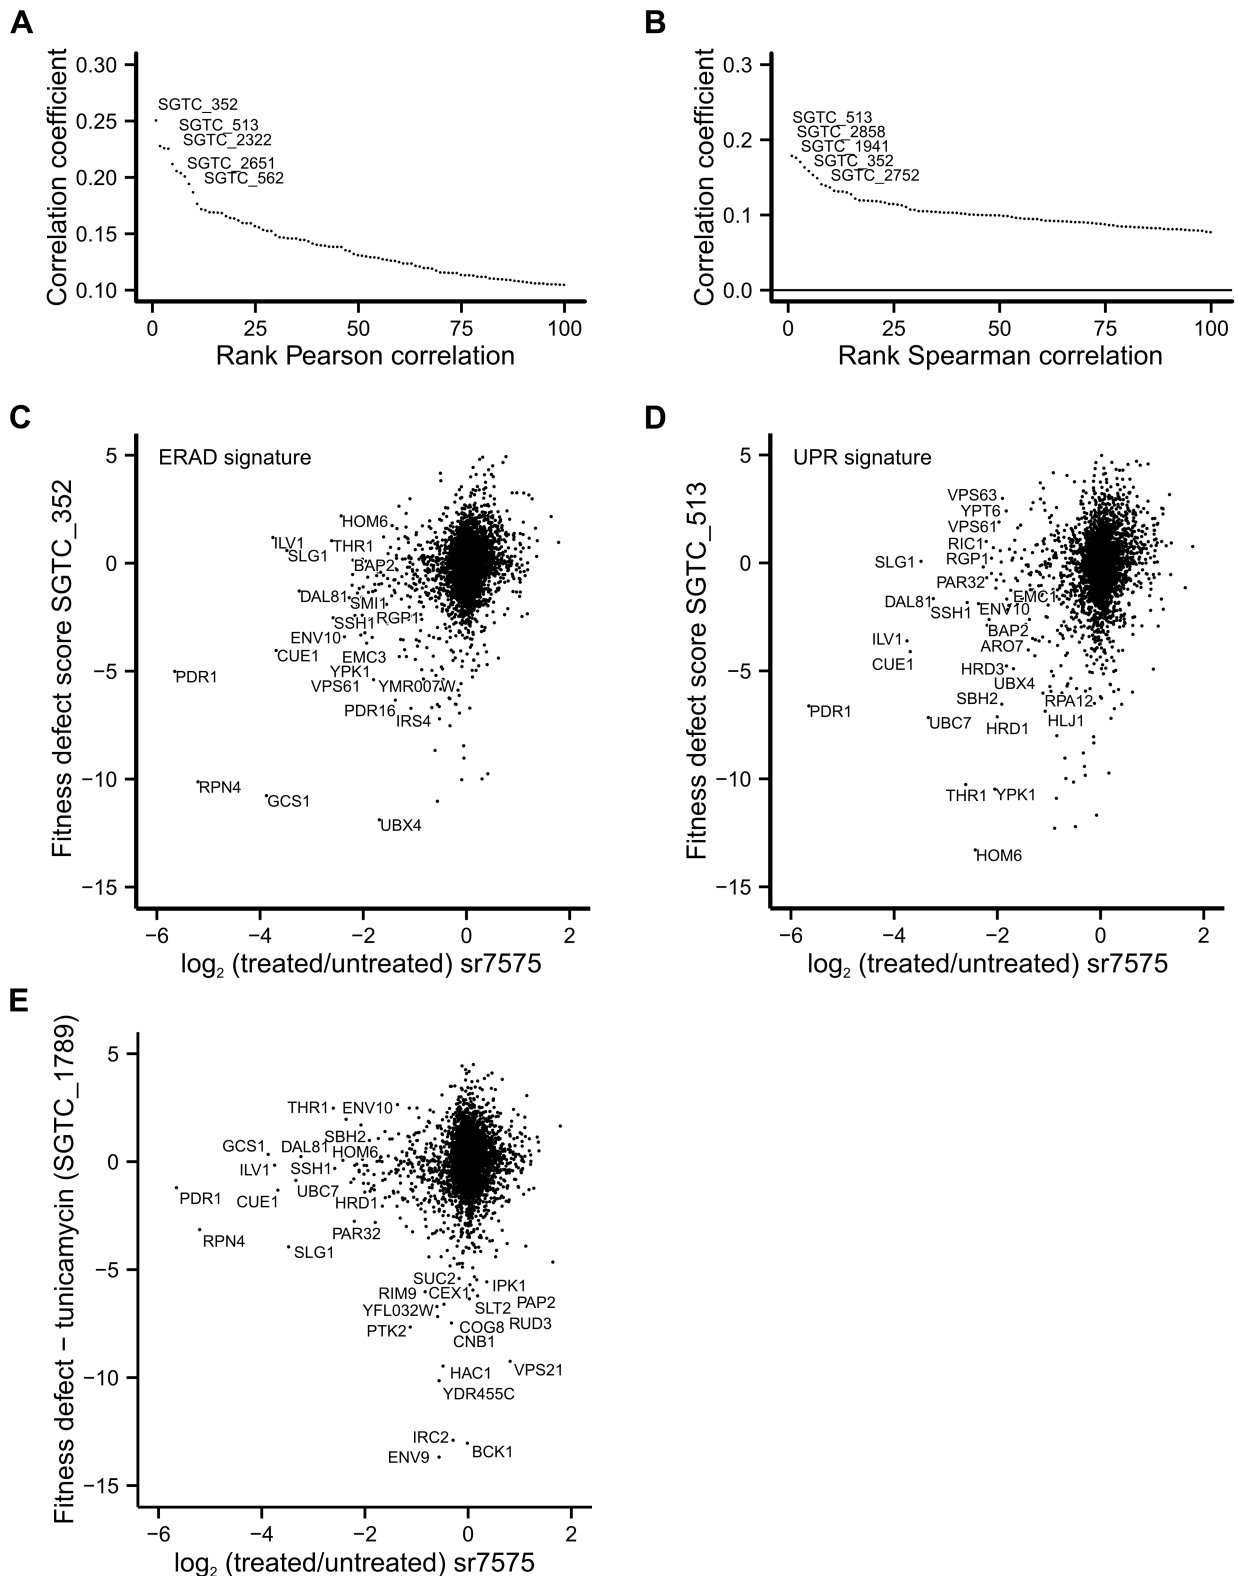 A
Correlation coefficient
0.30
0.25
0.20
0.15
0.10
SGTC_352
SGTC_513
SGTC_2322
SGTC_2651
SGTC_562
0
25
50
75
100
Rank Pearson correlation
B
Correlation coefficient
0.3
0.2
0.1
0.0
SGTC_513
SGTC_2858
SGTC_1941
SGTC_352
SGTC_2752
0
25
50
75
100
Rank Spearman correlation
C
Fitness defect score SGTC_352
5
0
−5
−10
−15
ERAD signature
HOM6
ILV1
THR1
SLG1
BAP2
DAL81
SMI1
RGP1
SSH1
ENV10
CUE1
EMC3
YPK1
PDR1
VPS61
YMR007W
PDR16
IRS4
RPN4
GCS1
UBX4
−6
−4
−2
0
2
log₂ (treated/untreated) sr7575
D
Fitness defect score SGTC_513
5
0
−5
−10
−15
UPR signature
VPS63
YPT6
VPS61
RIC1
RGP1
SLG1
PAR32
EMC1
DAL81
SSH1
ENV10
BAP2
ILV1
ARO7
CUE1
HRD3
UBX4
SBH2
RPA12
PDR1
HLJ1
UBC7
HRD1
THR1
YPK1
HOM6
−6
−4
−2
0
2
log₂ (treated/untreated) sr7575
E
Fitness defect − tunicamycin (SGTC_1789)
5
0
−5
−10
−15
THR1
ENV10
SBH2
GCS1
DAL81
HOM6
ILV1
SSH1
UBC7
PDR1
CUE1
HRD1
PAR32
RPN4
SLG1
SUC2
IPK1
RIM9
CEX1
PAP2
YFL032W
SLT2
RUD3
PTK2
COG8
CNB1
HAC1
VPS21
YDR455C
IRC2
BCK1
ENV9
−6
−4
−2
0
2
log₂ (treated/untreated) sr7575